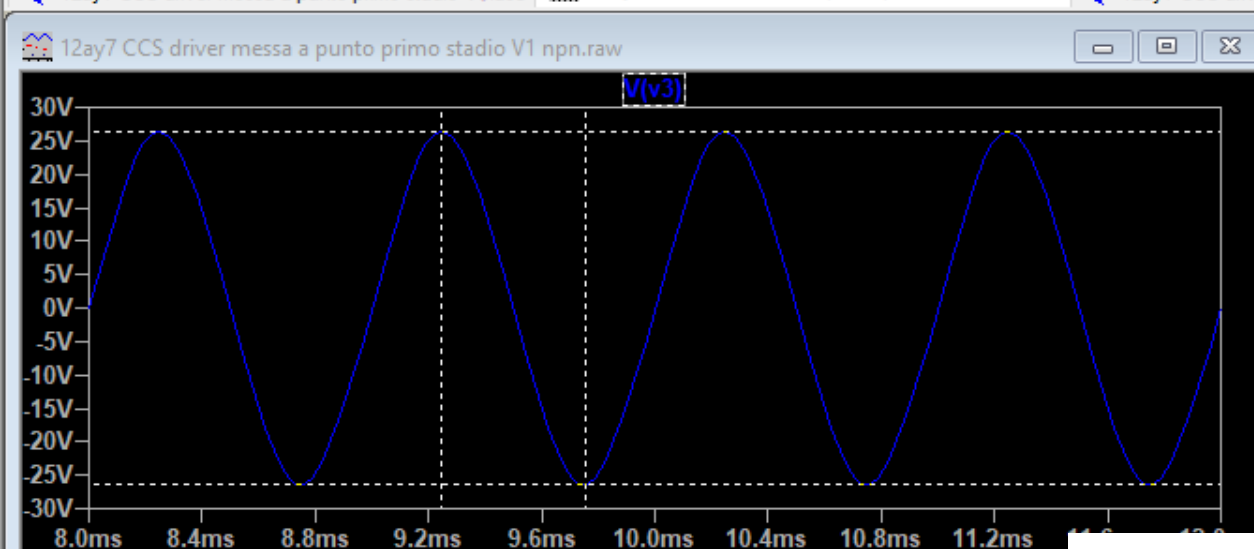 12ay7 CCS driver messa a punto primo stadio V1 npn.raw
V(v3)
30V
25V
20V
15V
10V
5V
0V
-5V
-10V
-15V
-20V
-25V
-30V
8.0ms 8.4ms 8.8ms 9.2ms 9.6ms 10.0ms 10.4ms 10.8ms 11.2ms